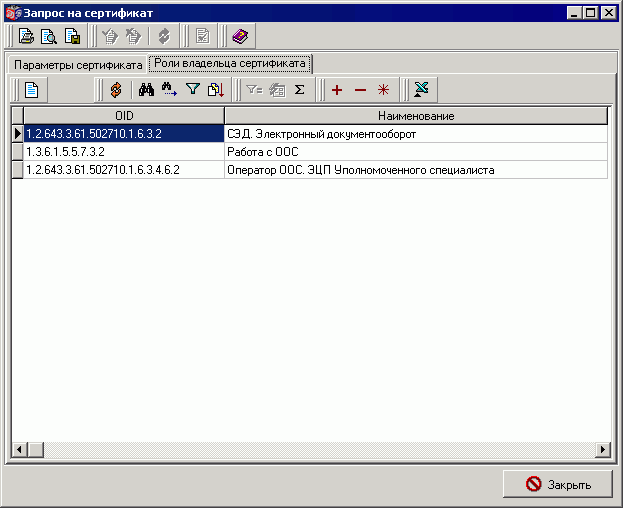 Запрос на сертификат
Параметры сертификата
Роли владельца сертификата
OID Наименование
1.2.643.3.61.502710.1.6.3.2 СЭД. Электронный документооборот
1.3.6.1.5.5.7.3.2 Работа с ООС
1.2.643.3.61.502710.1.6.3.4.6.2 Оператор ООС. ЭЦП Уполномоченного специалиста
Закрыть